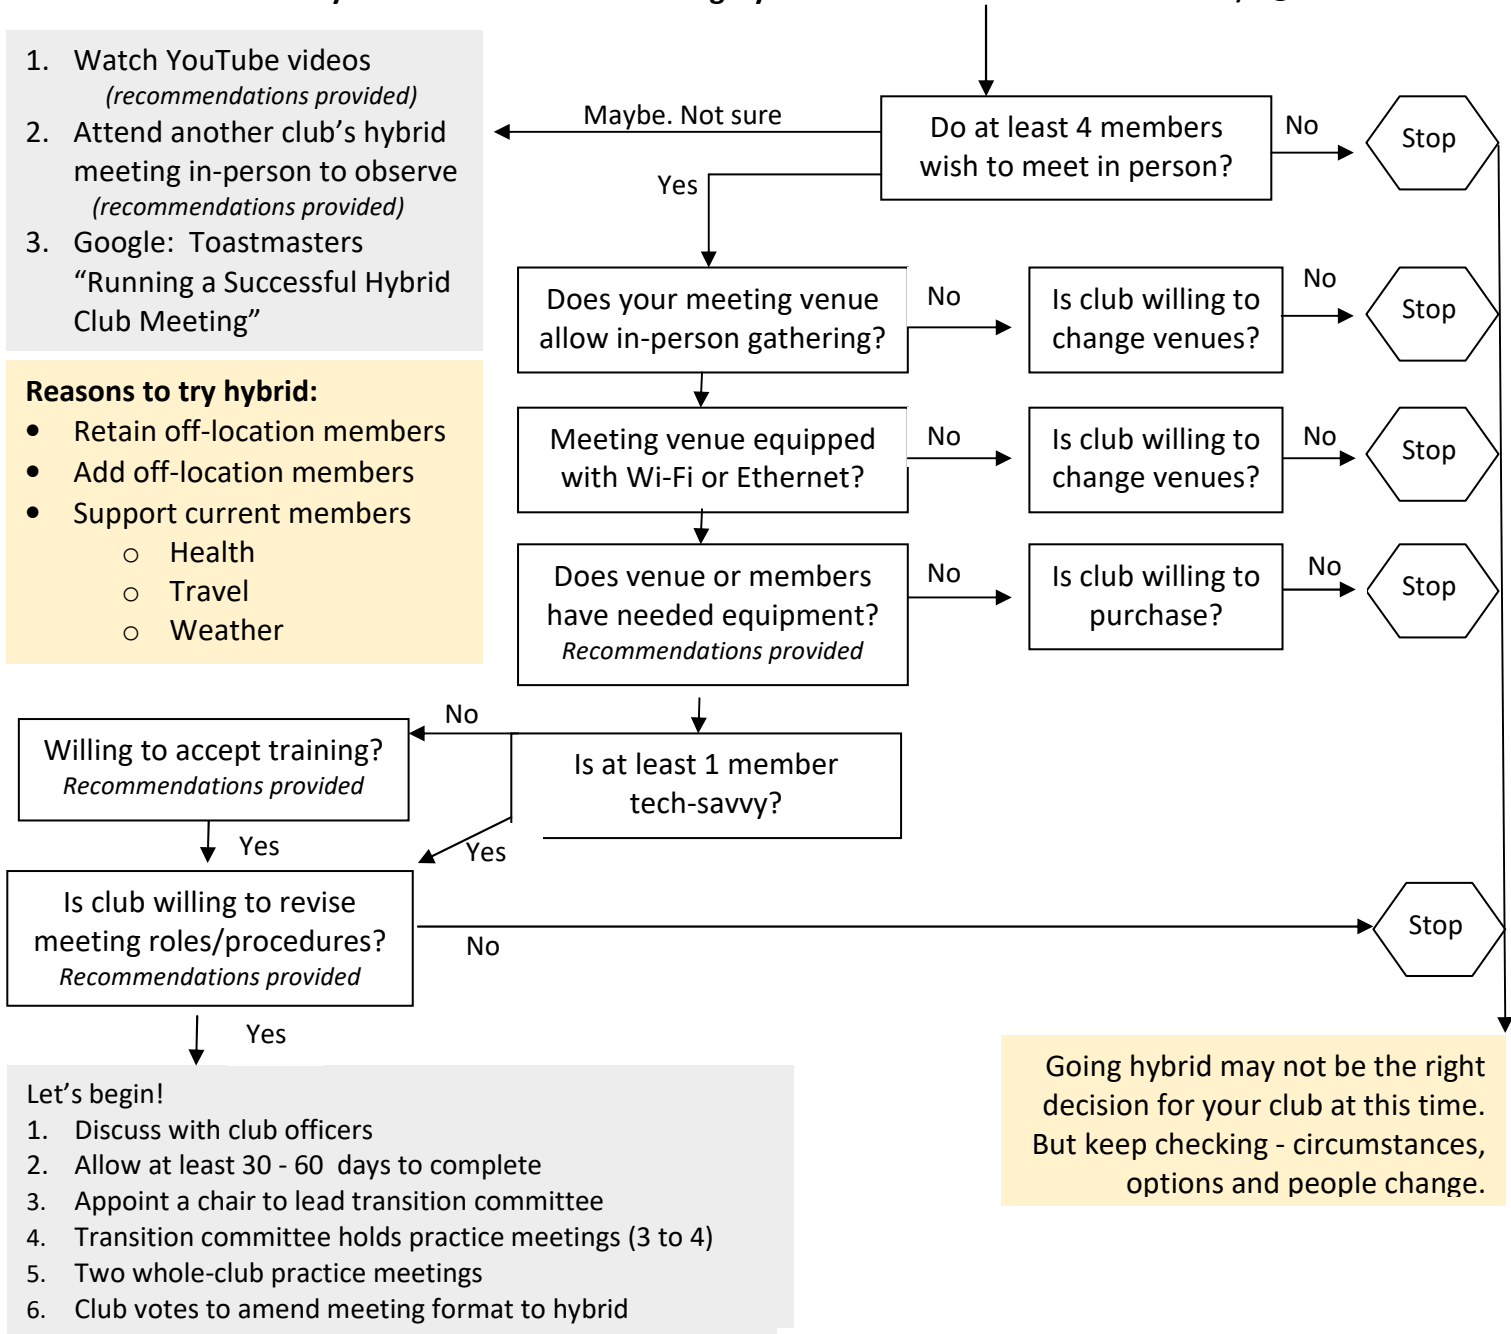 1. Watch YouTube videos
(recommendations provided)
2. Attend another club’s hybrid
meeting in-person to observe
(recommendations provided)
3. Google: Toastmasters
“Running a Successful Hybrid
Club Meeting”
Maybe. Not sure
Do at least 4 members
wish to meet in person?
No
Stop
Yes
Does your meeting venue
allow in-person gathering?
No
Is club willing to
change venues?
No
Stop
Reasons to try hybrid:
• Retain off-location members
• Add off-location members
• Support current members
o Health
o Travel
o Weather
Meeting venue equipped
with Wi-Fi or Ethernet?
No
Is club willing to
change venues?
No
Stop
Does venue or members
have needed equipment?
Recommendations provided
No
Is club willing to
purchase?
No
Stop
Is at least 1 member
tech-savvy?
No
Willing to accept training?
Recommendations provided
Yes
Yes
Is club willing to revise
meeting roles/procedures?
Recommendations provided
No
Stop
Yes
Let’s begin!
1. Discuss with club officers
2. Allow at least 30 - 60 days to complete
3. Appoint a chair to lead transition committee
4. Transition committee holds practice meetings (3 to 4)
5. Two whole-club practice meetings
6. Club votes to amend meeting format to hybrid
Going hybrid may not be the right
decision for your club at this time.
But keep checking - circumstances,
options and people change.